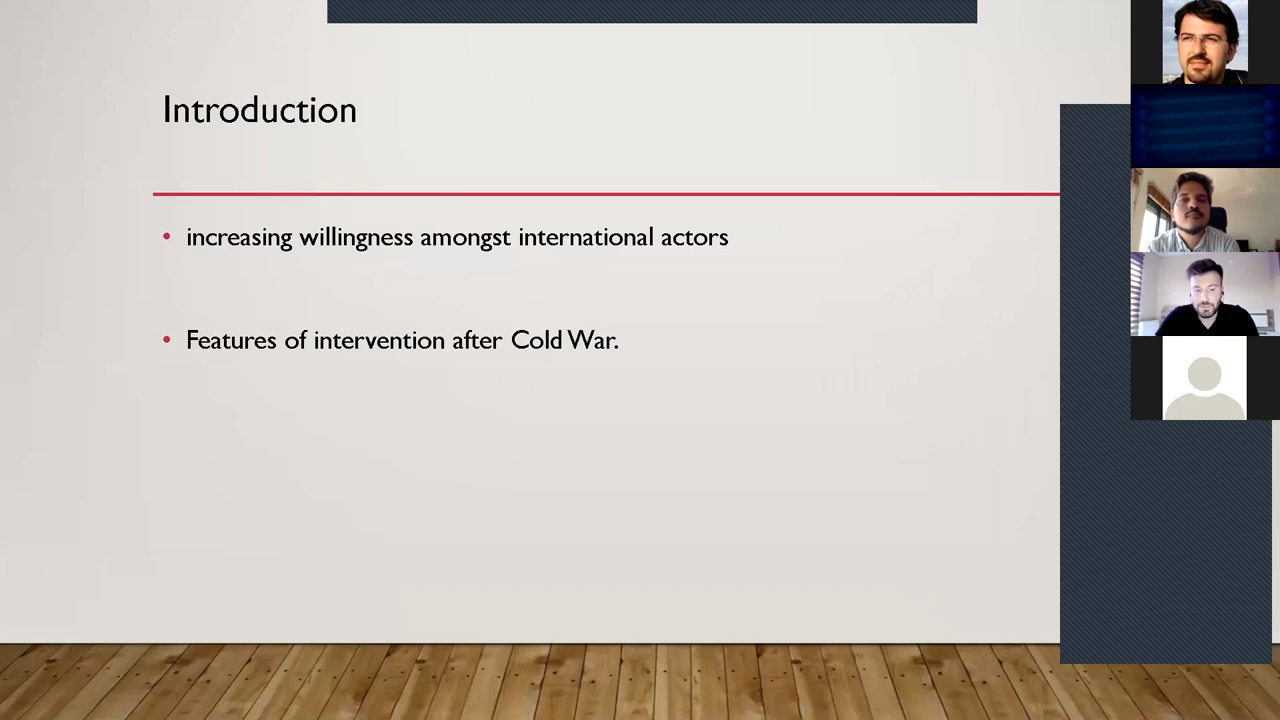 Introduction
• increasing willingness amongst international actors
• Features of intervention after Cold War.